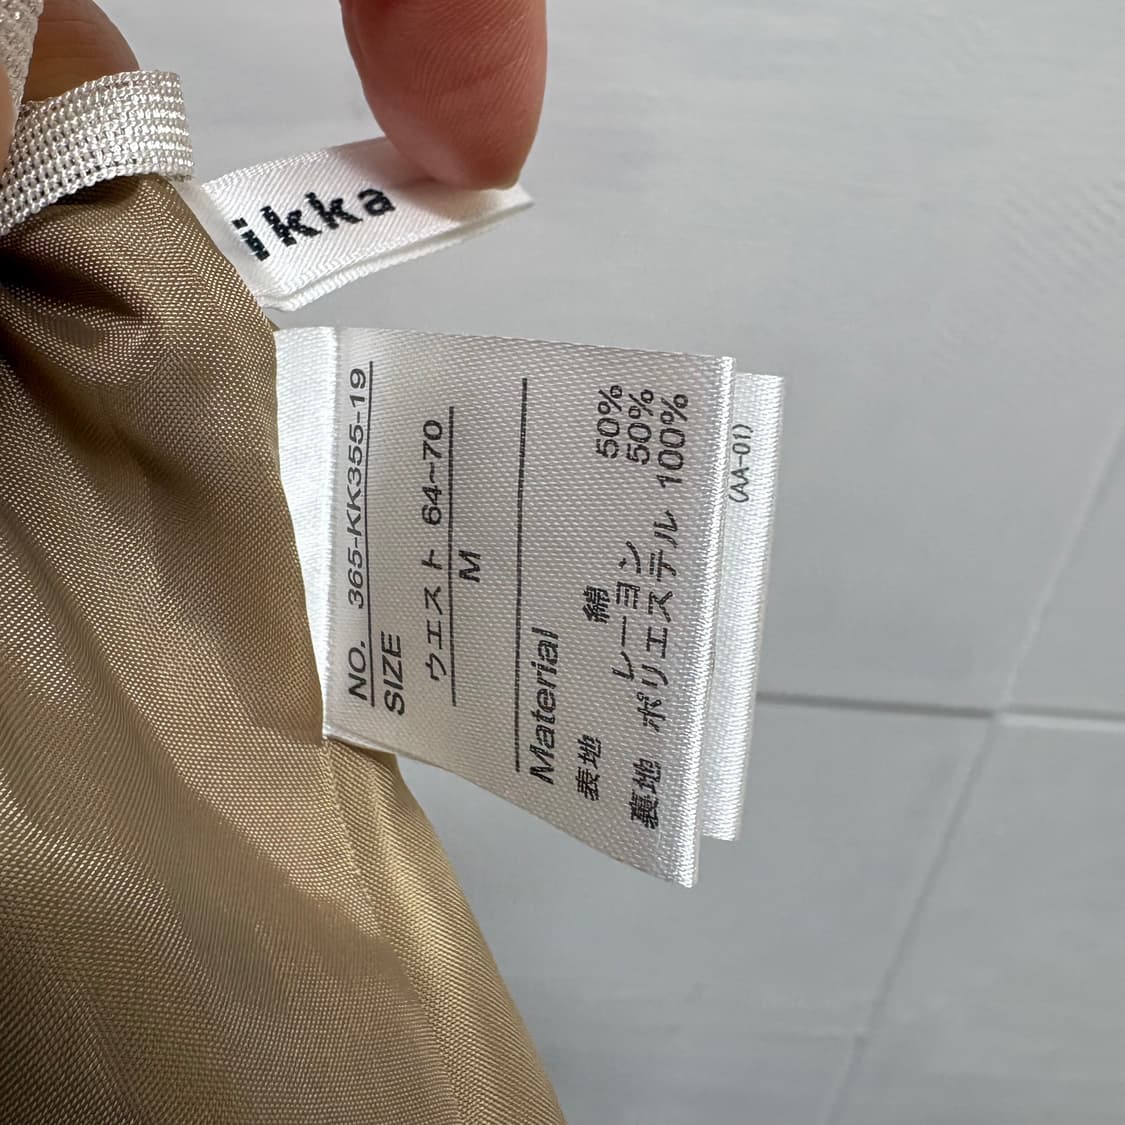 ikka
NO. 365-KK355-19
SIZE
ウエスト 64~70
M
Material
表地 綿 50%
レーヨン 50%
裏地 ポリエステル 100%
(AA-01)